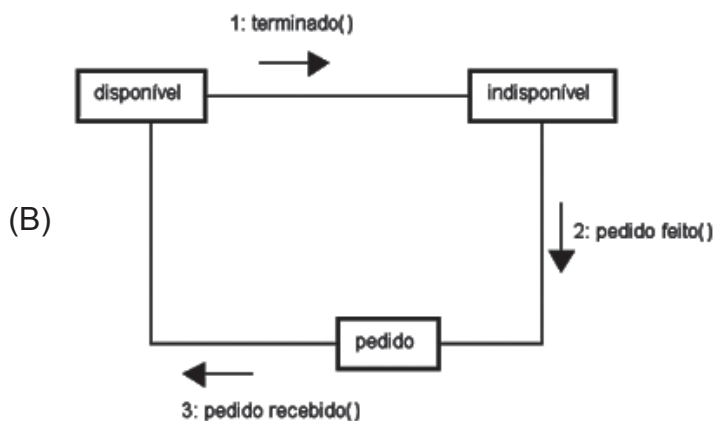 1: terminado()
disponível
indisponível
(B)
2: pedido feito()
pedido
3: pedido recebido()